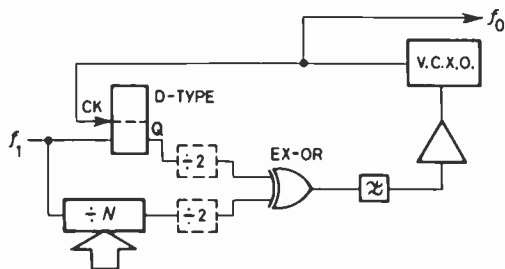 f0
V.C.X.O.
D-TYPE
CK
Q
f1
÷2
EX-OR
÷N
÷2